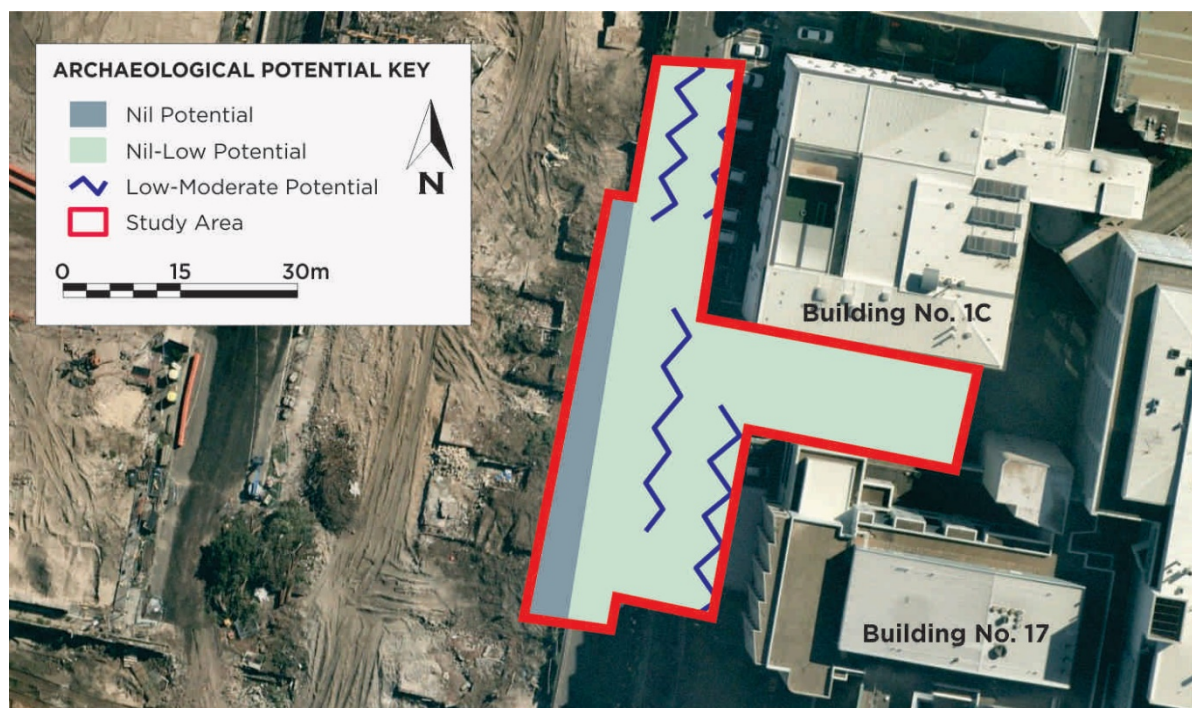 ARCHAEOLOGICAL POTENTIAL KEY
Nil Potential
Nil-Low Potential
Low-Moderate Potential
Study Area
N
0 15 30m
Building No. 1C
Building No. 17